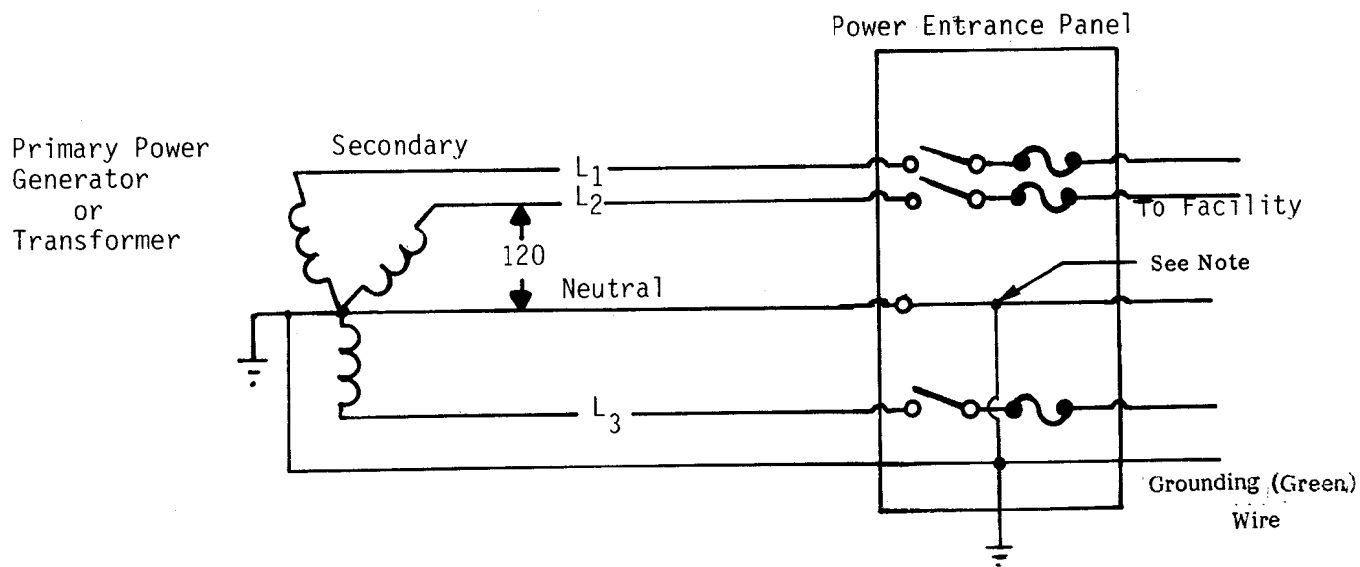 Power Entrance Panel
Primary Power
Generator
or
Transformer
Secondary
L1
L2
To Facility
120
See Note
Neutral
L3
Grounding (Green)
Wire